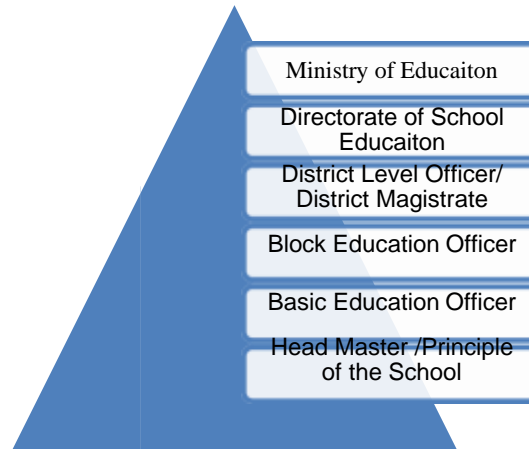 Ministry of Educaiton
Directorate of School
Educaiton
District Level Officer/
District Magistrate
Block Education Officer
Basic Education Officer
Head Master /Principle
of the School